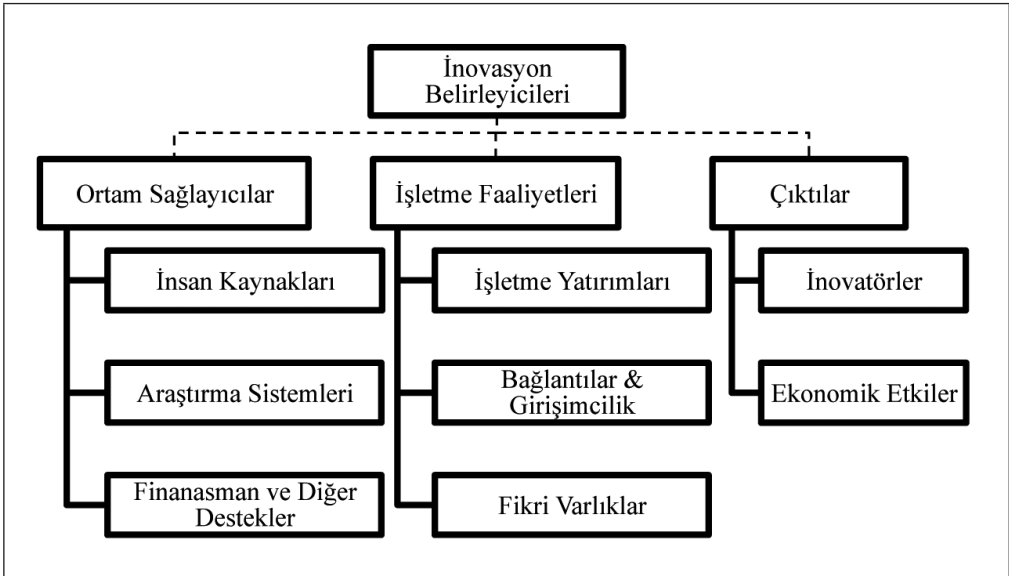 İnovasyon
Belirleyicileri
Ortam Sağlayıcılar
İşletme Faaliyetleri
Çıktılar
İnsan Kaynakları
İşletme Yatırımları
İnovatörler
Araştırma Sistemleri
Bağlantılar &
Girişimcilik
Ekonomik Etkiler
Finanasman ve Diğer
Destekler
Fikri Varlıklar